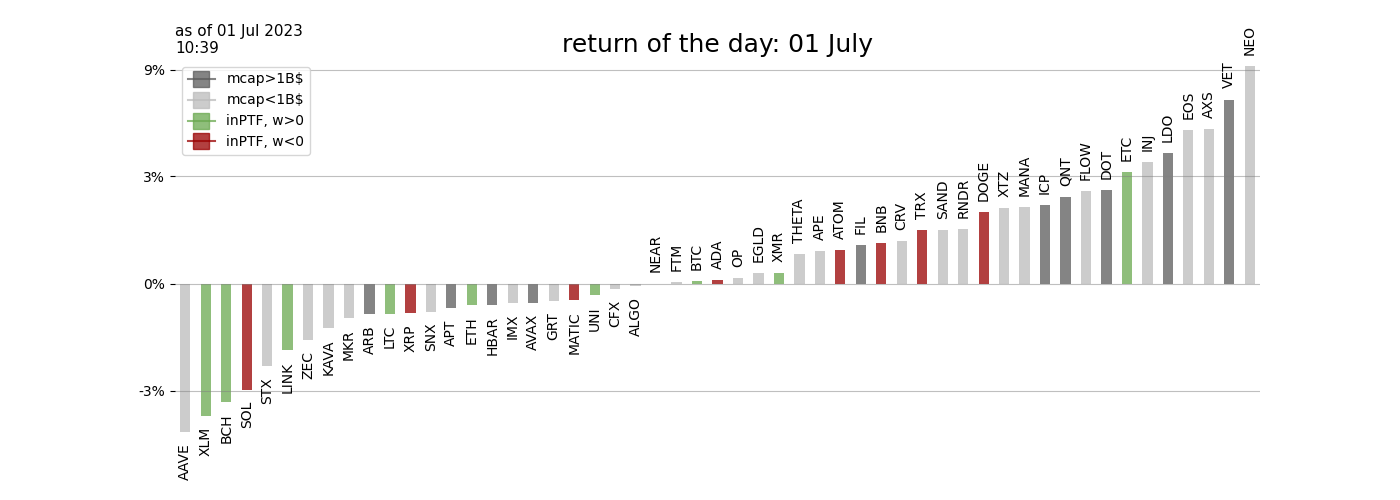 as of 01 Jul 2023
10:39
return of the day: 01 July
9%
3%
0%
-3%
mcap>1B$
mcap<1B$
inPTF, w>0
inPTF, w<0
AAVE
XLM
BCH
SOL
STX
LINK
ZEC
KAVA
MKR
ARB
LTC
XRP
SNX
APT
ETH
HBAR
IMX
AVAX
GRT
MATIC
UNI
CFX
ALGO
NEAR
FTM
BTC
ADA
OP
EGLD
XMR
THETA
APE
ATOM
FIL
BNB
CRV
TRX
SAND
RNDR
DOGE
XTZ
MANA
ICP
QNT
FLOW
DOT
ETC
INJ
LDO
EOS
AXS
VET
NEO